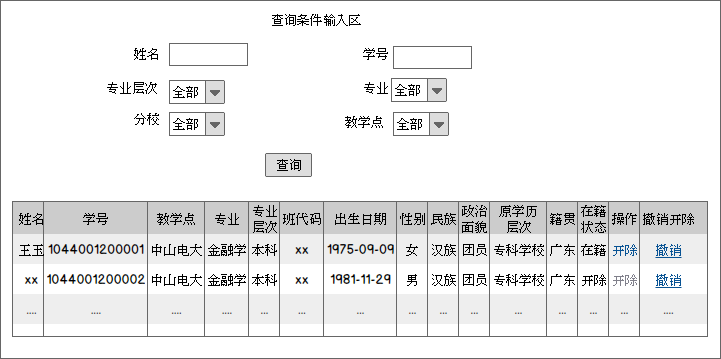 查询条件输入区
姓名 学号
专业层次 全部 专业 全部
分校 全部 教学点 全部
查询
姓名 学号 教学点 专业 专业层次 班代码 出生日期 性别 民族 政治面貌 原学历层次 籍贯 在籍状态 操作 撤消开除
王玉 1044001200001 中山电大 金融学 本科 xx 1975-09-09 女 汉族 团员 专科学校 广东 在籍 开除 撤销
xx 1044001200002 中山电大 金融学 本科 xx 1981-11-29 男 汉族 团员 专科学校 广东 开除 开除 撤销
.... .... .... .... .... .... .... .... .... .... .... .... .... .... ....